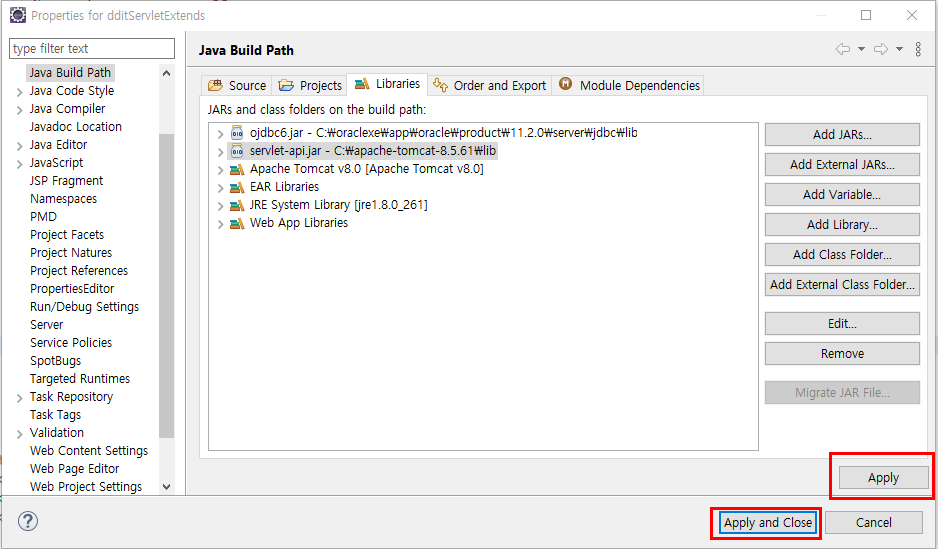 Properties for dditServletExtends
type filter text
Java Build Path
Java Code Style
Java Compiler
Javadoc Location
Java Editor
JavaScript
JSP Fragment
Namespaces
PMD
Project Facets
Project Natures
Project References
PropertiesEditor
Run/Debug Settings
Server
Service Policies
SpotBugs
Targeted Runtimes
Task Repository
Task Tags
Validation
Web Content Settings
Web Page Editor
Web Project Settings
Java Build Path
Source
Projects
Libraries
Order and Export
Module Dependencies
JARs and class folders on the build path:
ojdbc6.jar - C:₩oraclexe₩app₩oracle₩product₩11.2.0₩server₩jdbc₩lib
servlet-api.jar - C:₩apache-tomcat-8.5.61₩lib
Apache Tomcat v8.0 [Apache Tomcat v8.0]
EAR Libraries
JRE System Library [jre1.8.0_261]
Web App Libraries
Add JARs...
Add External JARs...
Add Variable...
Add Library...
Add Class Folder...
Add External Class Folder...
Edit...
Remove
Migrate JAR File...
Apply
Apply and Close
Cancel